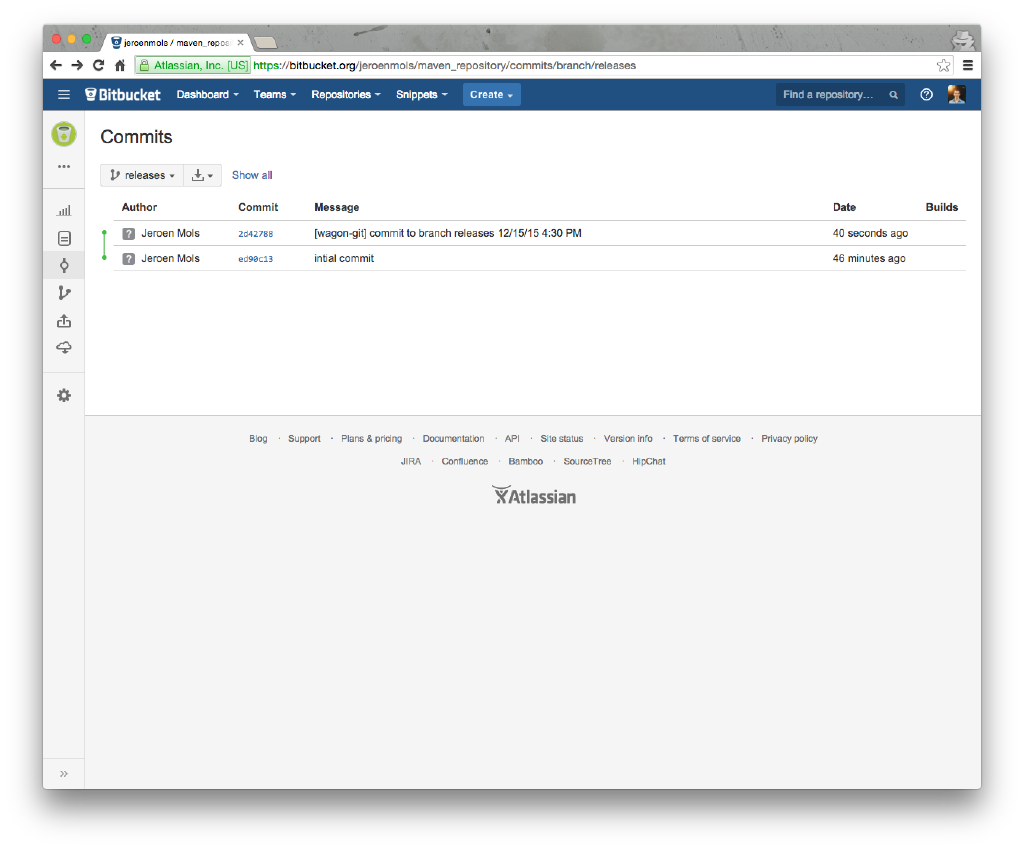 jeroenmols / maven_repos
Atlassian, Inc. [US] https://bitbucket.org/jeroenmols/maven_repository/commits/branch/releases
Bitbucket Dashboard Teams Repositories Snippets Create Find a repository...
Commits
releases Show all
Author Commit Message Date Builds
? Jeroen Mols 2d42788 [wagon-git] commit to branch releases 12/15/15 4:30 PM 40 seconds ago
? Jeroen Mols ed90c13 intial commit 46 minutes ago
Blog · Support · Plans & pricing · Documentation · API · Site status · Version info · Terms of service · Privacy policy
JIRA · Confluence · Bamboo · SourceTree · HipChat
Atlassian